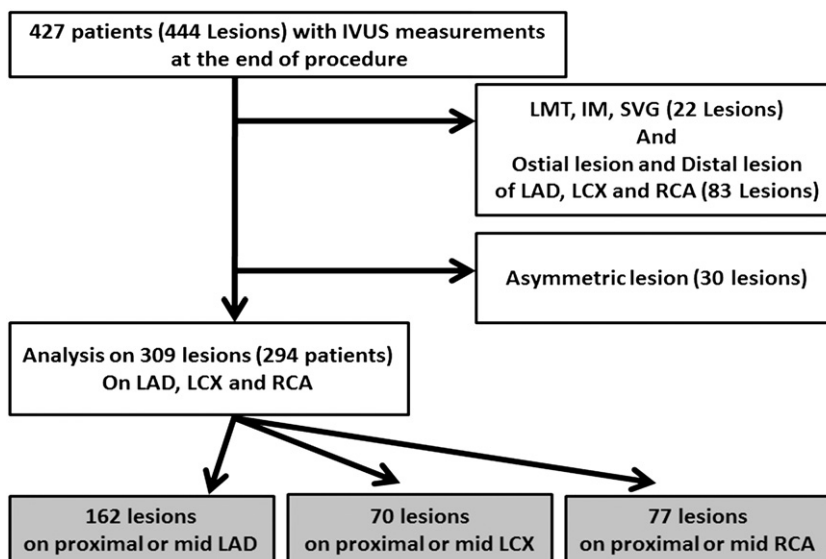 427 patients (444 Lesions) with IVUS measurements
at the end of procedure
LMT, IM, SVG (22 Lesions)
And
Ostial lesion and Distal lesion
of LAD, LCX and RCA (83 Lesions)
Asymmetric lesion (30 lesions)
Analysis on 309 lesions (294 patients)
On LAD, LCX and RCA
162 lesions
on proximal or mid LAD
70 lesions
on proximal or mid LCX
77 lesions
on proximal or mid RCA